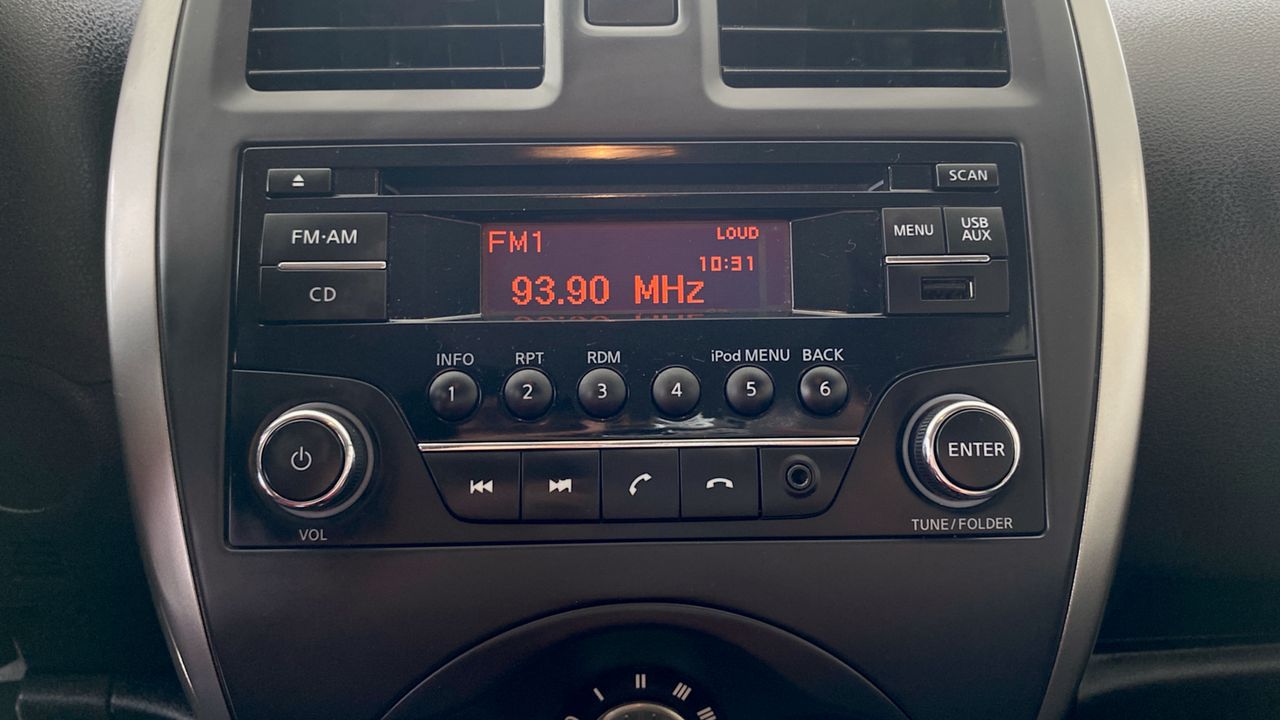 SCAN
FM·AM
CD
FM1
LOUD
10:31
93.90 MHz
MENU
USB
AUX
INFO RPT RDM iPod MENU BACK
1 2 3 4 5 6
ENTER
VOL
TUNE/FOLDER